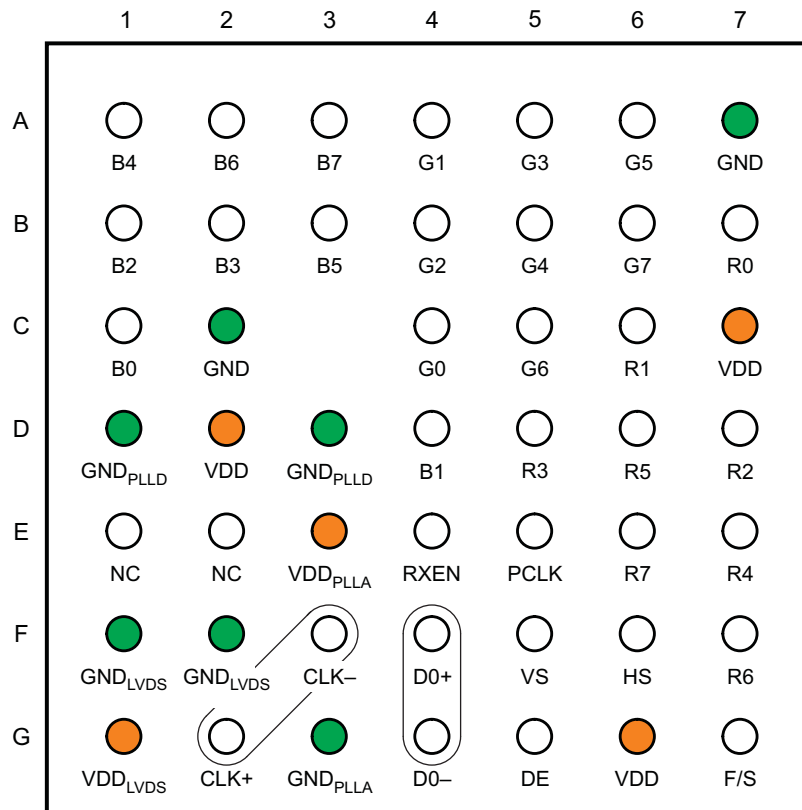 1 2 3 4 5 6 7
A
B4 B6 B7 G1 G3 G5 GND
B
B2 B3 B5 G2 G4 G7 R0
C
B0 GND G0 G6 R1 VDD
D
GNDPLLD VDD GNDPLLD B1 R3 R5 R2
E
NC NC VDDPLLA RXEN PCLK R7 R4
F
GNDLVDS GNDLVDS CLK– D0+ VS HS R6
G
VDDLVDS CLK+ GNDPLLA D0– DE VDD F/S